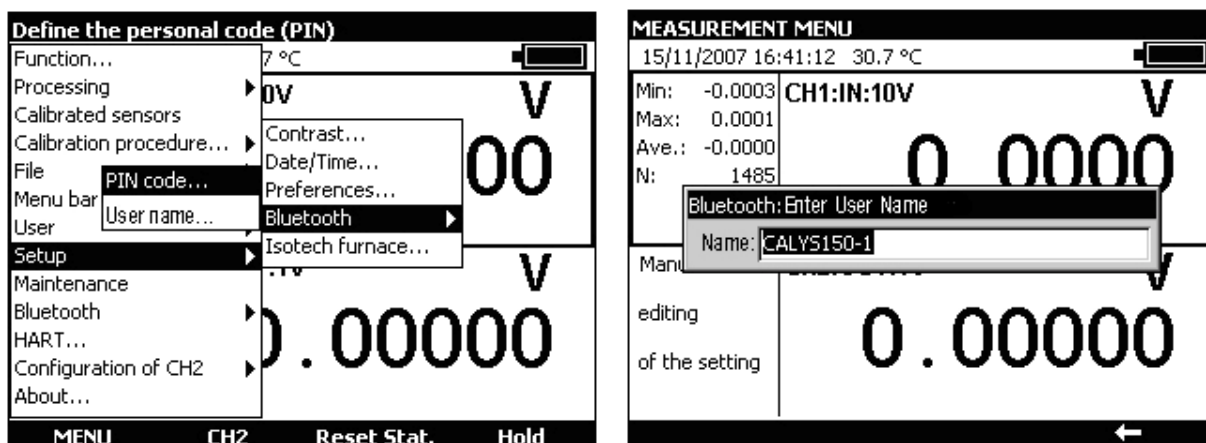 Define the personal code (PIN)
Function...
7 °C
Processing
0V
V
Calibrated sensors
Calibration procedure...
File
Menu bar
User
Setup
Maintenance
Bluetooth
HART...
Configuration of CH2
About...
Contrast...
Date/Time...
Preferences...
Bluetooth
Isotech furnace...
PIN code...
User name...
00
V
0.00000
MENU CH2 Reset Stat. Hold
MEASUREMENT MENU
15/11/2007 16:41:12 30.7 °C
Min: -0.0003
Max: 0.0001
Ave.: -0.0000
N: 1485
CH1:IN:10V
V
0 0000
Bluetooth:Enter User Name
Name: CALYS150-1
V
editing
of the setting
0.00000